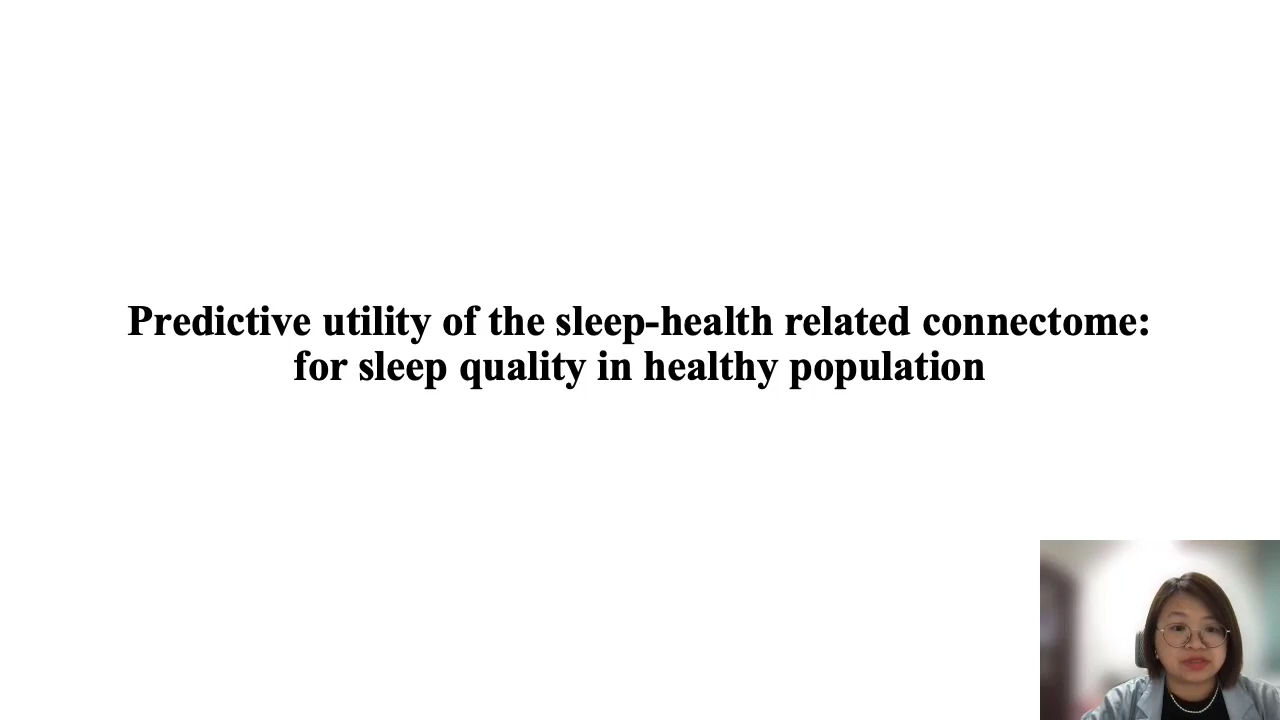 Predictive utility of the sleep-health related connectome:
for sleep quality in healthy population